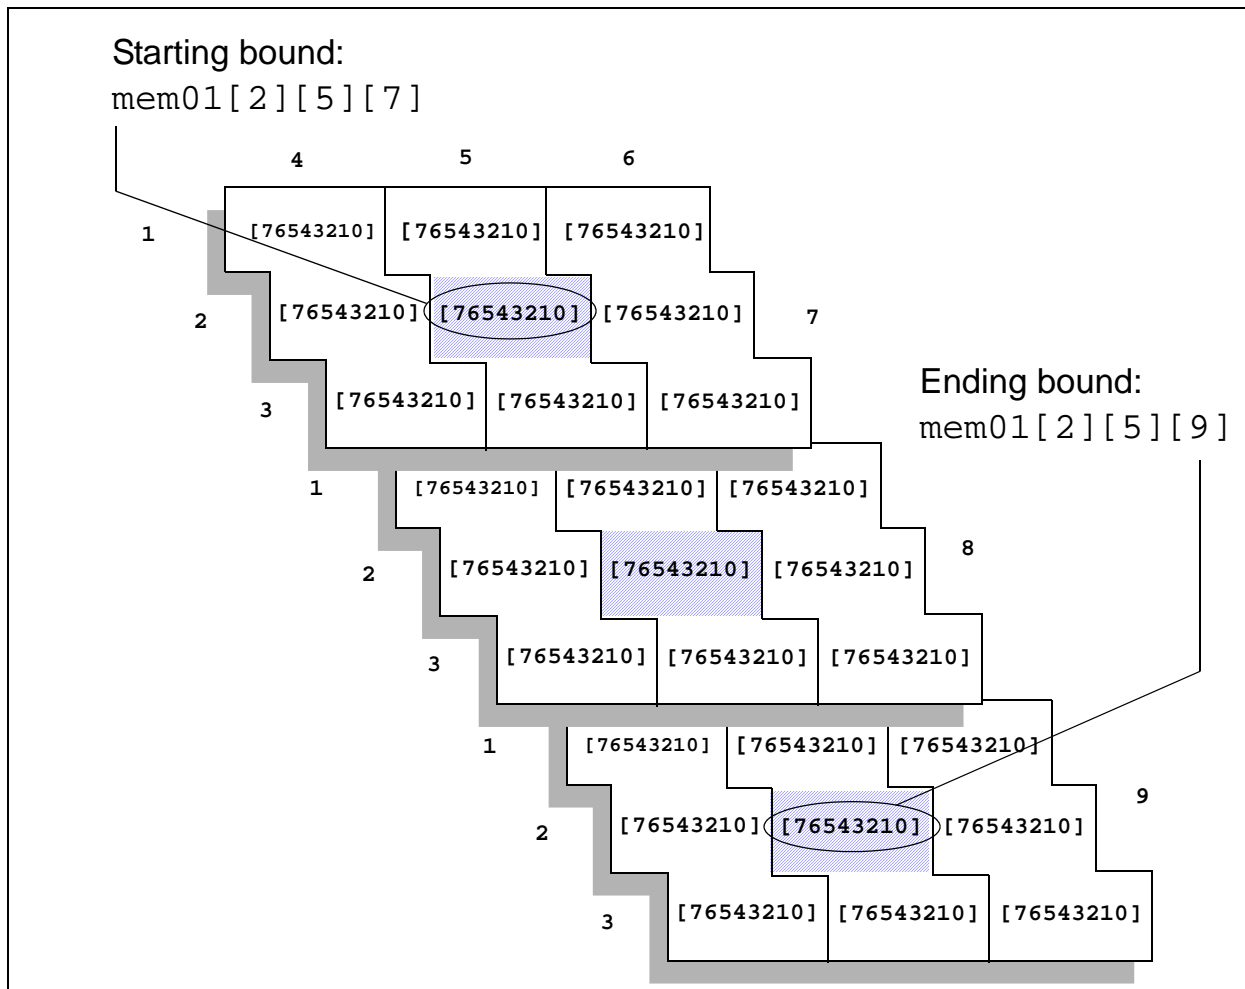 Starting bound:
mem01[2][5][7]
4 5 6
1 [76543210] [76543210] [76543210]
2 [76543210] [76543210] [76543210] 7
Ending bound:
mem01[2][5][9]
3 [76543210] [76543210] [76543210]
1 [76543210] [76543210] [76543210]
8
2 [76543210] [76543210] [76543210]
3 [76543210] [76543210] [76543210]
1 [76543210] [76543210] [76543210]
9
2 [76543210] [76543210] [76543210]
3 [76543210] [76543210] [76543210]